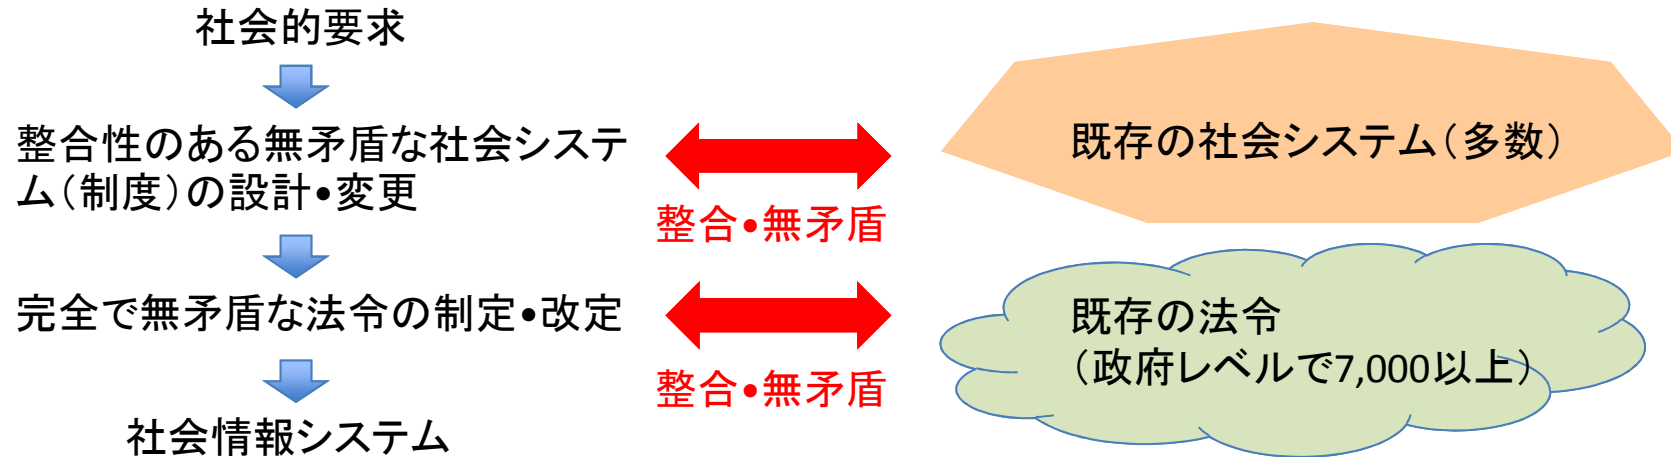 社会的要求
整合性のある無矛盾な社会システ
ム(制度)の設計•変更
整合•無矛盾
既存の社会システム(多数)
完全で無矛盾な法令の制定•改定
整合•無矛盾
既存の法令
(政府レベルで7,000以上)
社会情報システム